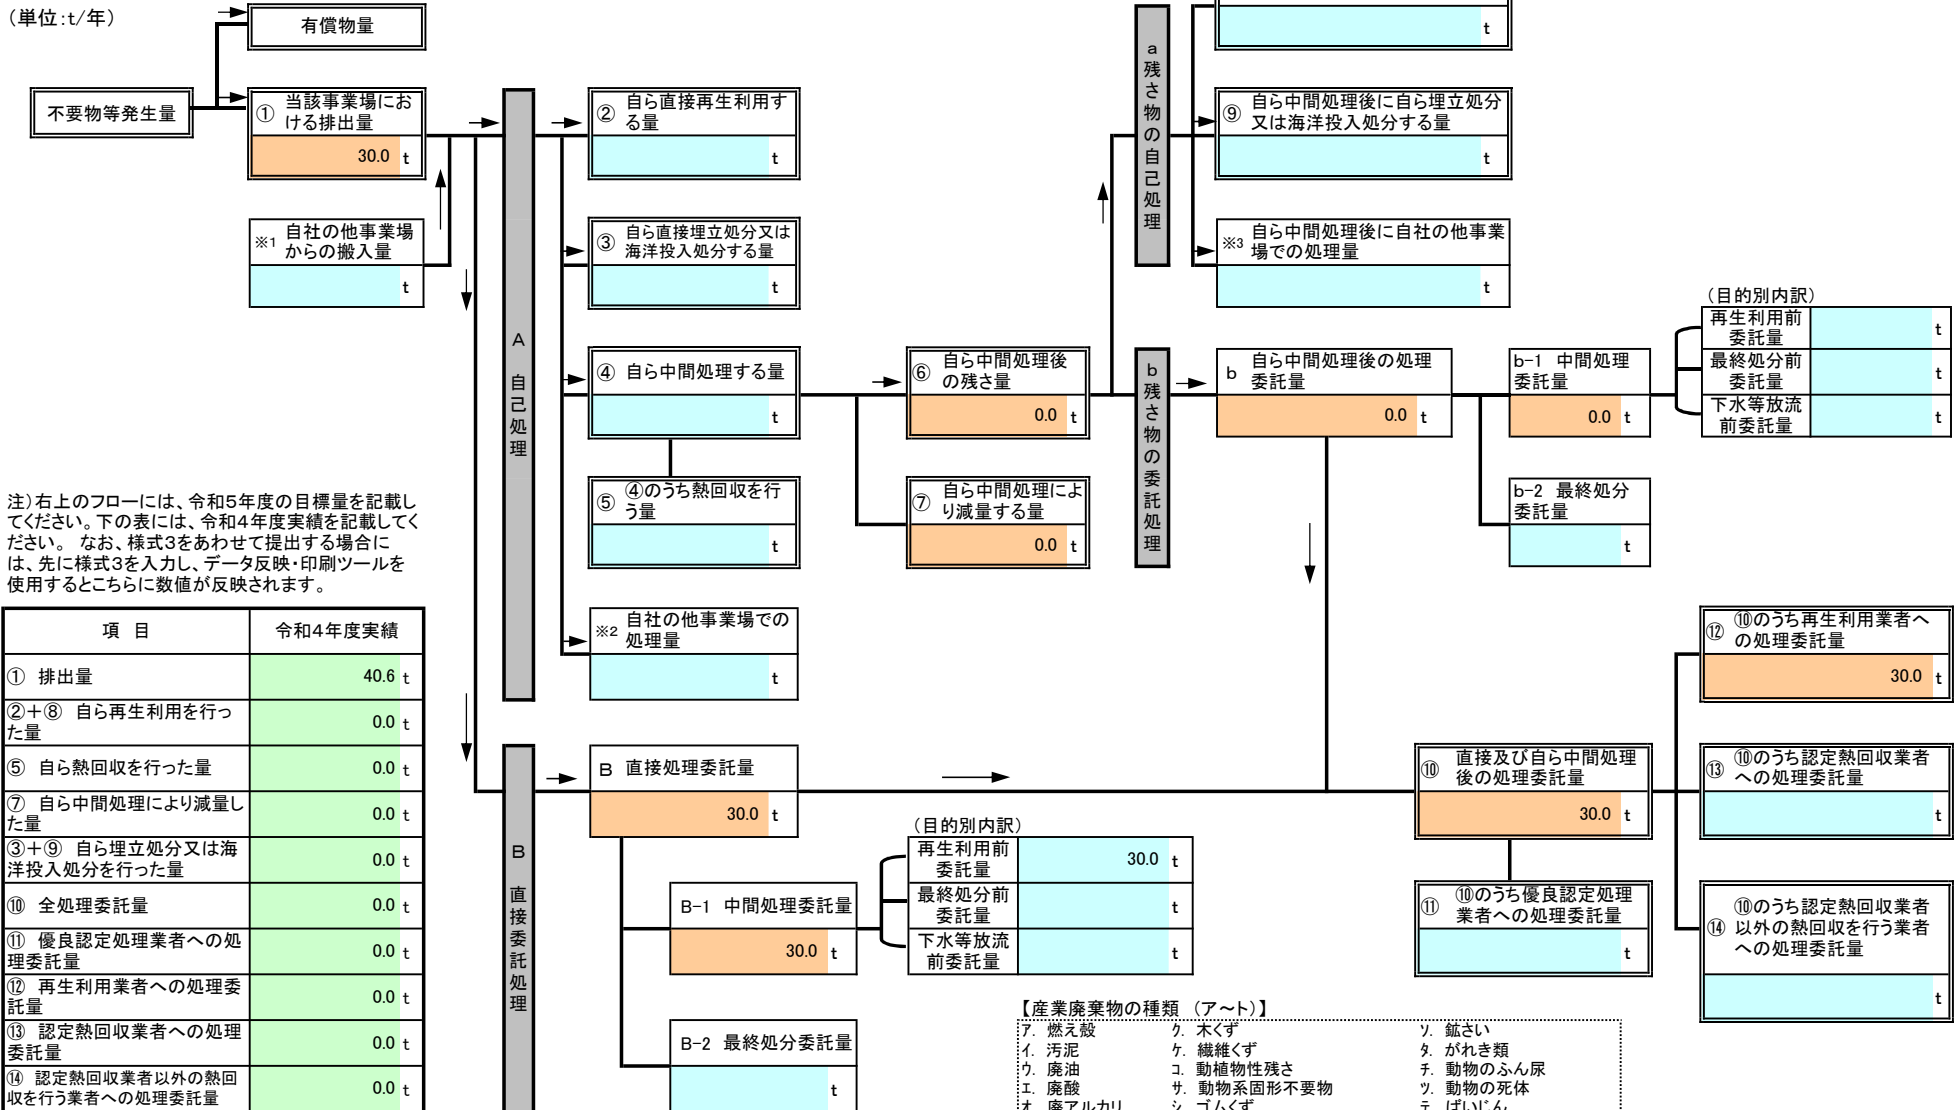 (単位:t/年)
有償物量
不要物等発生量
① 当該事業場にお
ける排出量
30.0 t
※1 自社の他事業場
からの搬入量
t
A 自己処理
② 自ら直接再生利用す
る量
t
③ 自ら直接埋立処分又は
海洋投入処分する量
t
④ 自ら中間処理する量
t
⑤ ④のうち熱回収を行
う量
t
※2 自社の他事業場での
処理量
t
⑥ 自ら中間処理後
の残さ量
0.0 t
⑦ 自ら中間処理によ
り減量する量
0.0 t
a 残さ物の自己処理
t
⑨ 自ら中間処理後に自ら埋立処分
又は海洋投入処分する量
t
※3 自ら中間処理後に自社の他事業
場での処理量
t
b 残さ物の委託処理
b 自ら中間処理後の処理
委託量
0.0 t
b-1 中間処理
委託量
0.0 t
b-2 最終処分
委託量
t
(目的別内訳)
再生利用前
委託量
t
最終処分前
委託量
t
下水等放流
前委託量
t
注)右上のフローには、令和5年度の目標量を記載し
てください。下の表には、令和4年度実績を記載してく
ださい。 なお、様式3をあわせて提出する場合に
は、先に様式3を入力し、データ反映・印刷ツールを
使用するとこちらに数値が反映されます。
項 目 令和4年度実績
① 排出量 40.6 t
②+⑧ 自ら再生利用を行っ
た量 0.0 t
⑤ 自ら熱回収を行った量 0.0 t
⑦ 自ら中間処理により減量し
た量 0.0 t
③+⑨ 自ら埋立処分又は海
洋投入処分を行った量 0.0 t
⑩ 全処理委託量 0.0 t
⑪ 優良認定処理業者への処
理委託量 0.0 t
⑫ 再生利用業者への処理委
託量 0.0 t
⑬ 認定熱回収業者への処理
委託量 0.0 t
⑭ 認定熱回収業者以外の熱回
収を行う業者への処理委託量 0.0 t
B 直接委託処理
B 直接処理委託量
30.0 t
B-1 中間処理委託量
30.0 t
B-2 最終処分委託量
t
(目的別内訳)
再生利用前
委託量
30.0 t
最終処分前
委託量
t
下水等放流
前委託量
t
⑩ 直接及び自ら中間処理
後の処理委託量
30.0 t
⑪ ⑩のうち優良認定処理
業者への処理委託量
t
⑫ ⑩のうち再生利用業者へ
の処理委託量
30.0 t
⑬ ⑩のうち認定熱回収業者
への処理委託量
t
⑭ ⑩のうち認定熱回収業者
以外の熱回収を行う業者
への処理委託量
t
【産業廃棄物の種類 (ア~ト)】
ア. 燃え殻 ク. 木くず ソ. 鉱さい
イ. 汚泥 ケ. 繊維くず タ. がれき類
ウ. 廃油 コ. 動植物性残さ チ. 動物のふん尿
エ. 廃酸 サ. 動物系固形不要物 ツ. 動物の死体
オ. 廃アルカリ シ. ゴムくず テ. ばいじん